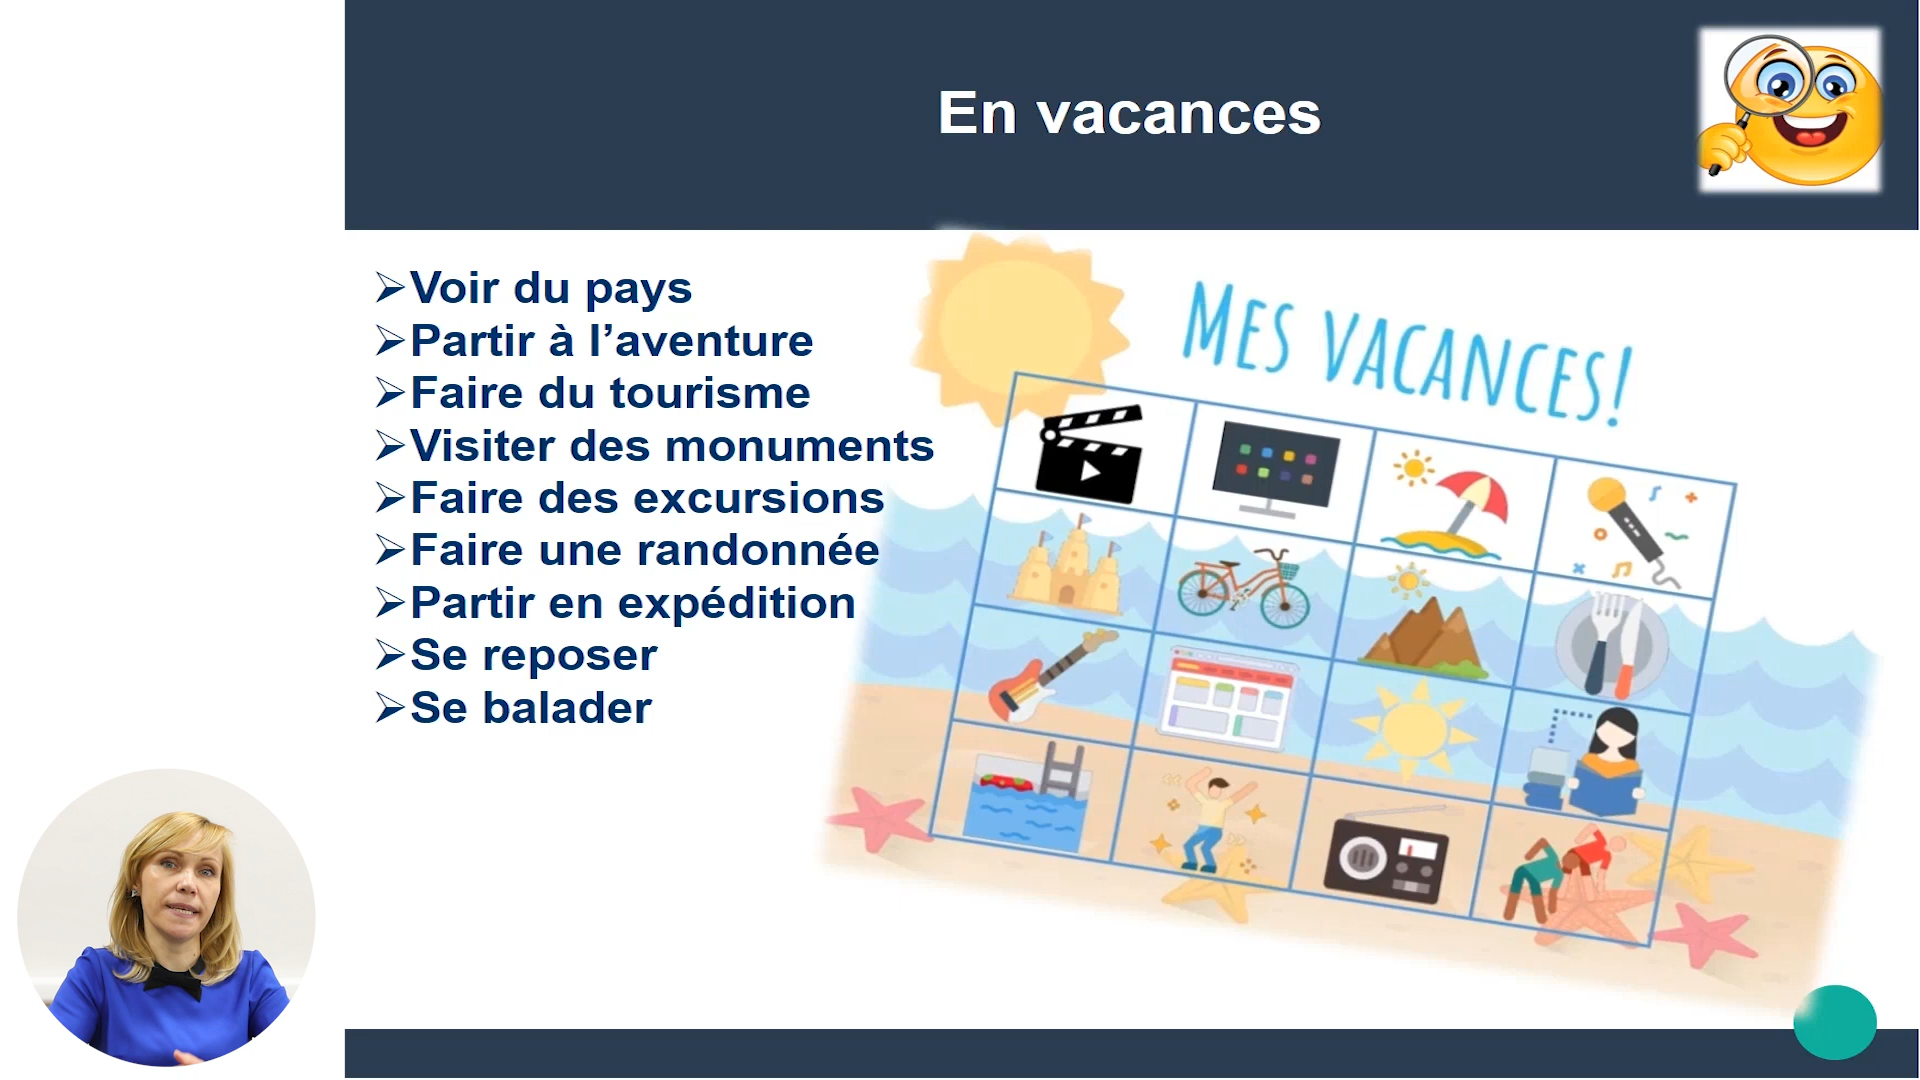 En vacances
➢Voir du pays
➢Partir à l’aventure
➢Faire du tourisme
➢Visiter des monuments
➢Faire des excursions
➢Faire une randonnée
➢Partir en expédition
➢Se reposer
➢Se balader
MES VACANCES!